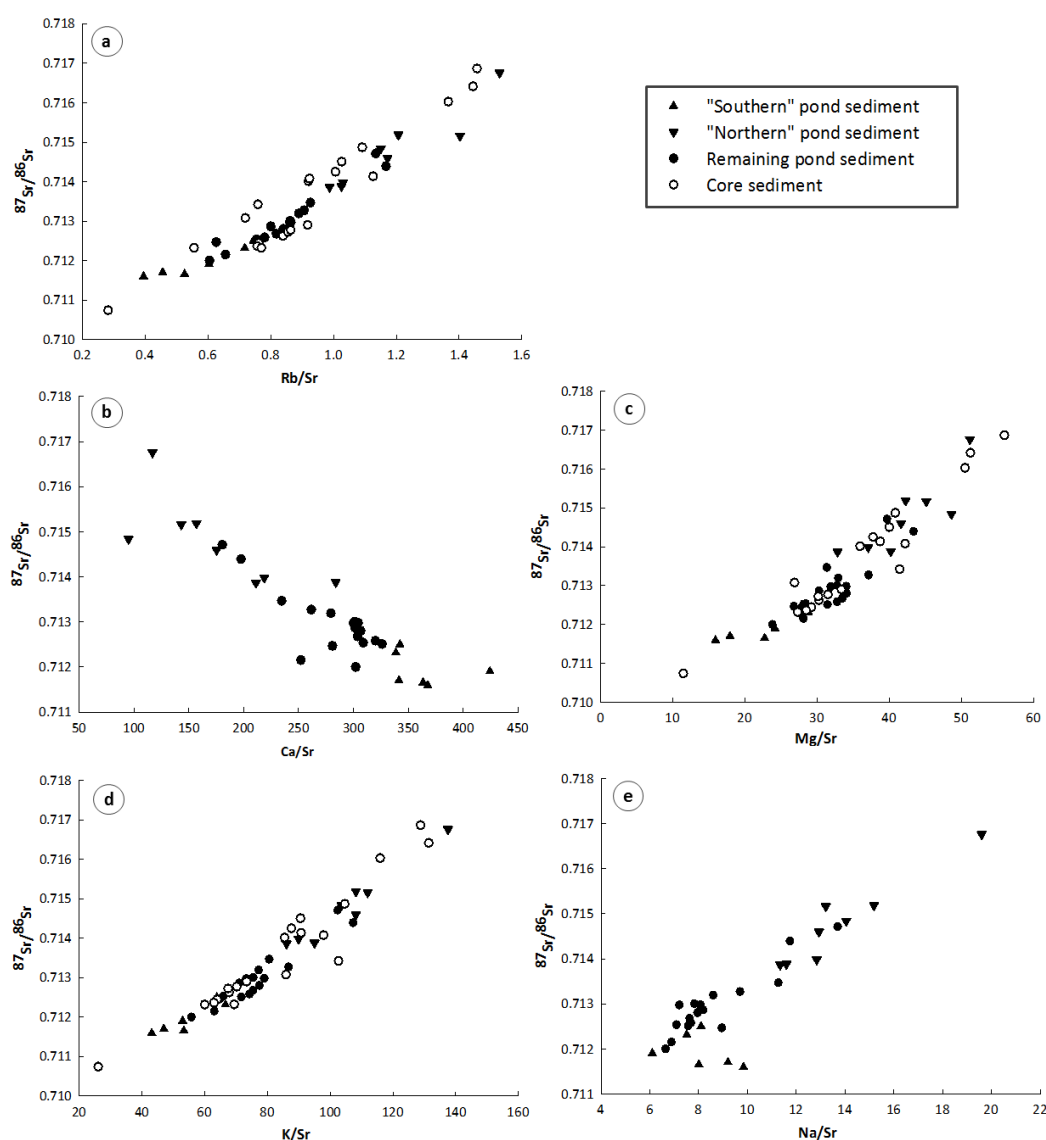 a
0.718
0.717
0.716
0.715
0.714
0.713
0.712
0.711
0.710
87Sr/86Sr
0.2 0.4 0.6 0.8 1.0 1.2 1.4 1.6
Rb/Sr
"Southern" pond sediment
"Northern" pond sediment
Remaining pond sediment
Core sediment
b
0.718
0.717
0.716
0.715
0.714
0.713
0.712
0.711
87Sr/86Sr
50 100 150 200 250 300 350 400 450
Ca/Sr
c
0.718
0.717
0.716
0.715
0.714
0.713
0.712
0.711
0.710
87Sr/86Sr
0 10 20 30 40 50 60
Mg/Sr
d
0.718
0.717
0.716
0.715
0.714
0.713
0.712
0.711
0.710
87Sr/86Sr
20 40 60 80 100 120 140 160
K/Sr
e
0.718
0.717
0.716
0.715
0.714
0.713
0.712
0.711
87Sr/86Sr
4 6 8 10 12 14 16 18 20 22
Na/Sr